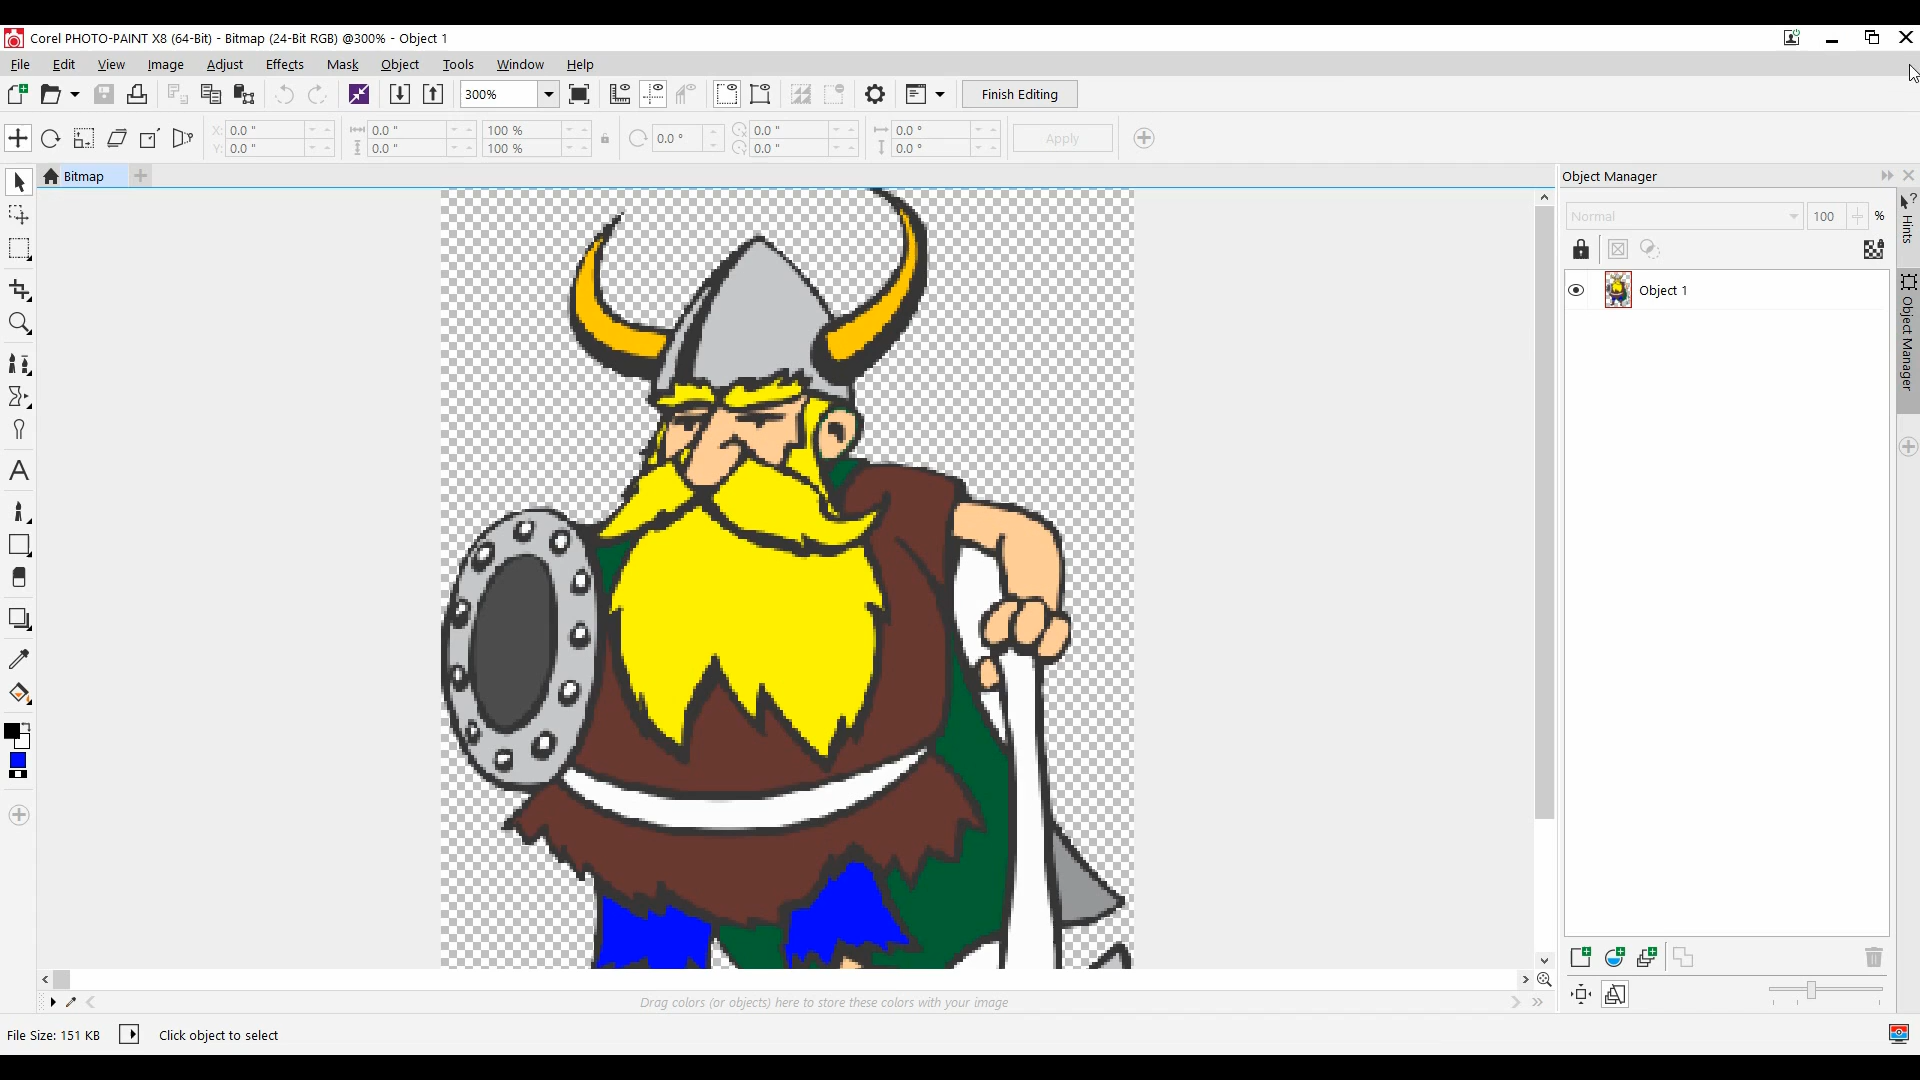 Corel PHOTO-PAINT X8 (64-Bit) - Bitmap (24-Bit RGB) @300% - Object 1
File Edit View Image Adjust Effects Mask Object Tools Window Help
300% Finish Editing
X: 0.0 " 0.0 " 100 % 0.0 ° 0.0 " 0.0 ° Apply
Y: 0.0 " 0.0 " 100 % 0.0 " 0.0 °
Bitmap
Object Manager
Normal 100 %
Hints
Object 1
Object Manager
Drag colors (or objects) here to store these colors with your image
File Size: 151 KB Click object to select